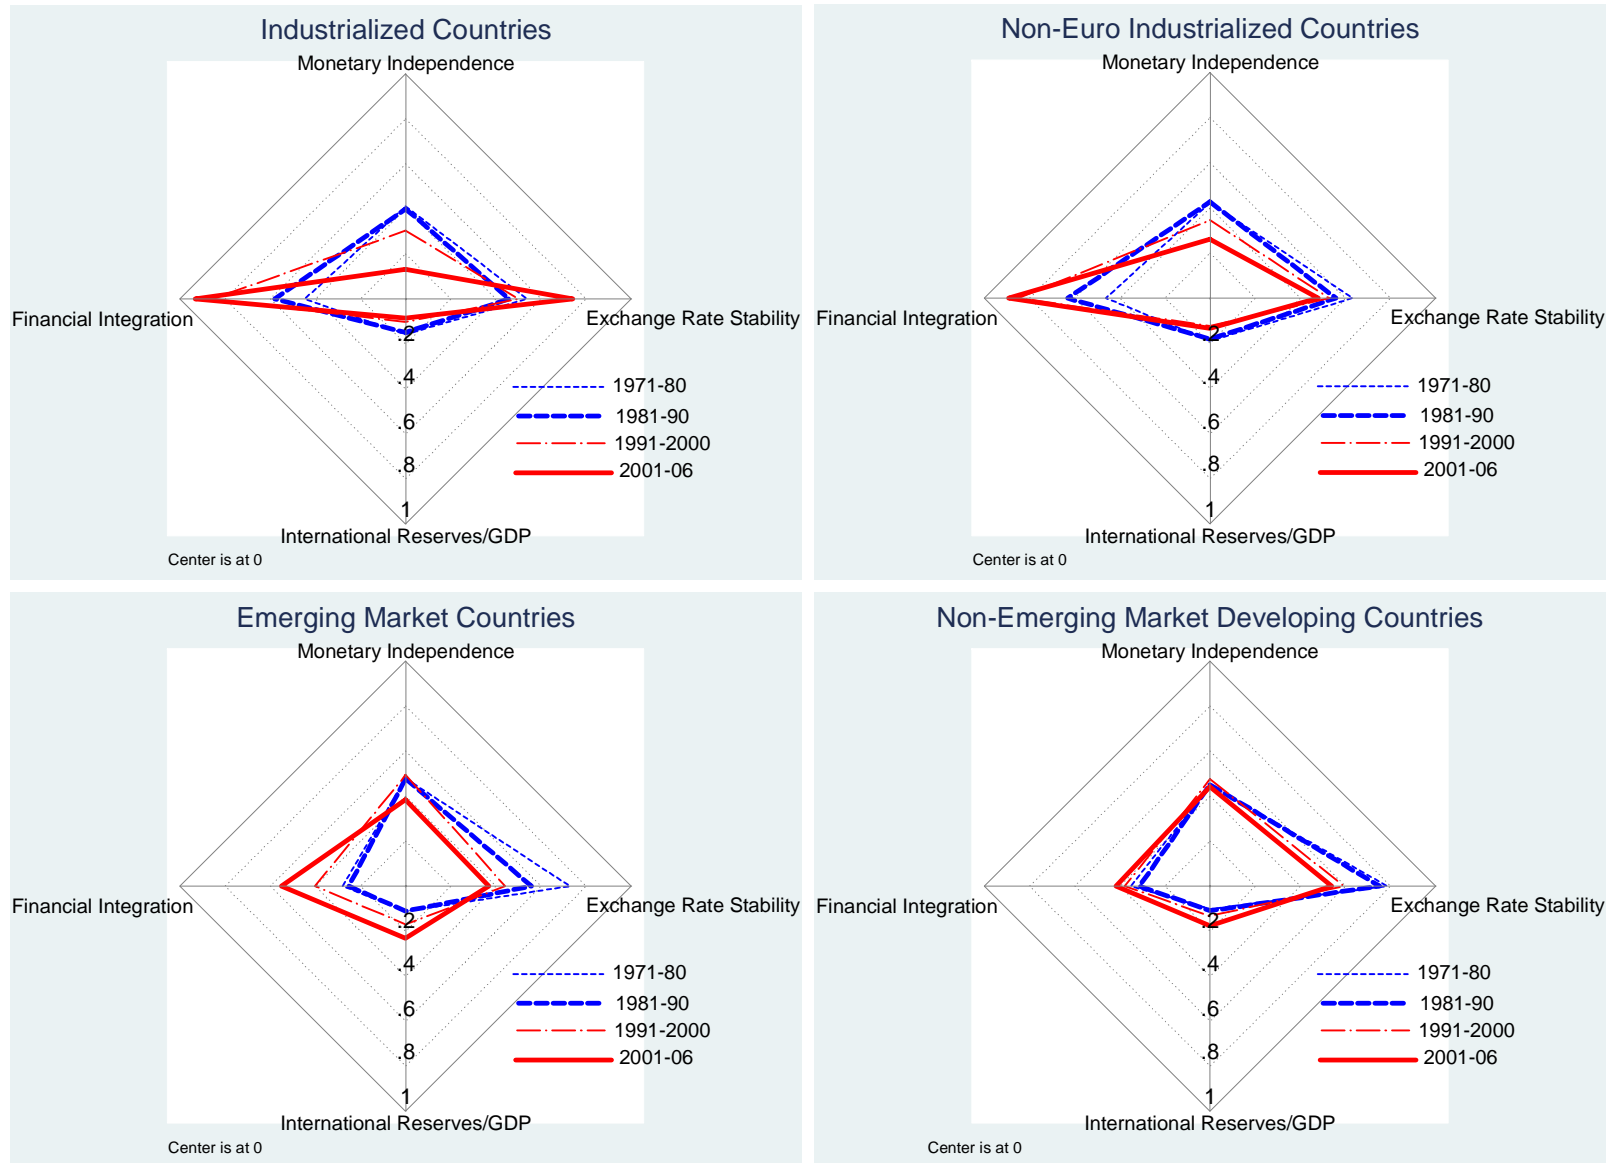 Industrialized Countries
Monetary Independence
Financial Integration
Exchange Rate Stability
.2
.4
.6
.8
1
International Reserves/GDP
1971-80
1981-90
1991-2000
2001-06
Center is at 0
Non-Euro Industrialized Countries
Monetary Independence
Financial Integration
Exchange Rate Stability
.2
.4
.6
.8
1
International Reserves/GDP
1971-80
1981-90
1991-2000
2001-06
Center is at 0
Emerging Market Countries
Monetary Independence
Financial Integration
Exchange Rate Stability
.2
.4
.6
.8
1
International Reserves/GDP
1971-80
1981-90
1991-2000
2001-06
Center is at 0
Non-Emerging Market Developing Countries
Monetary Independence
Financial Integration
Exchange Rate Stability
.2
.4
.6
.8
1
International Reserves/GDP
1971-80
1981-90
1991-2000
2001-06
Center is at 0